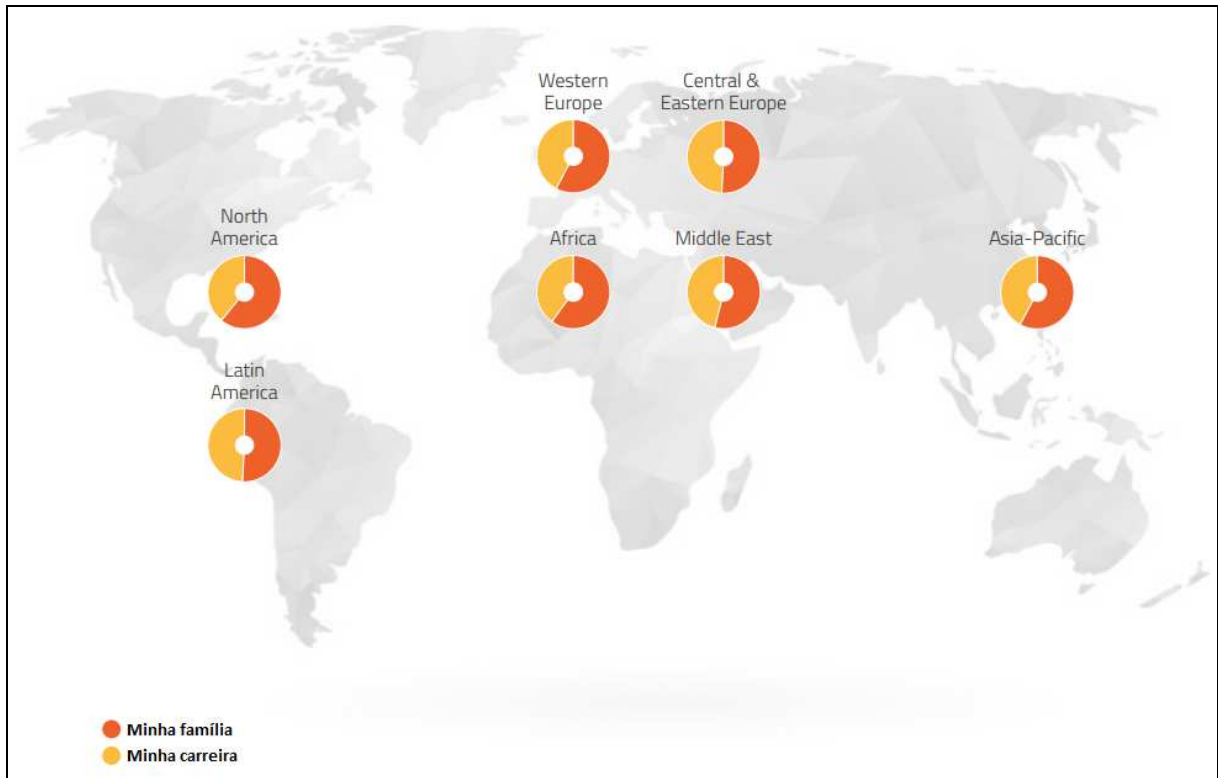 Western
Europe
Central &
Eastern Europe
North
America
Africa
Middle East
Asia-Pacific
Latin
America
Minha família
Minha carreira